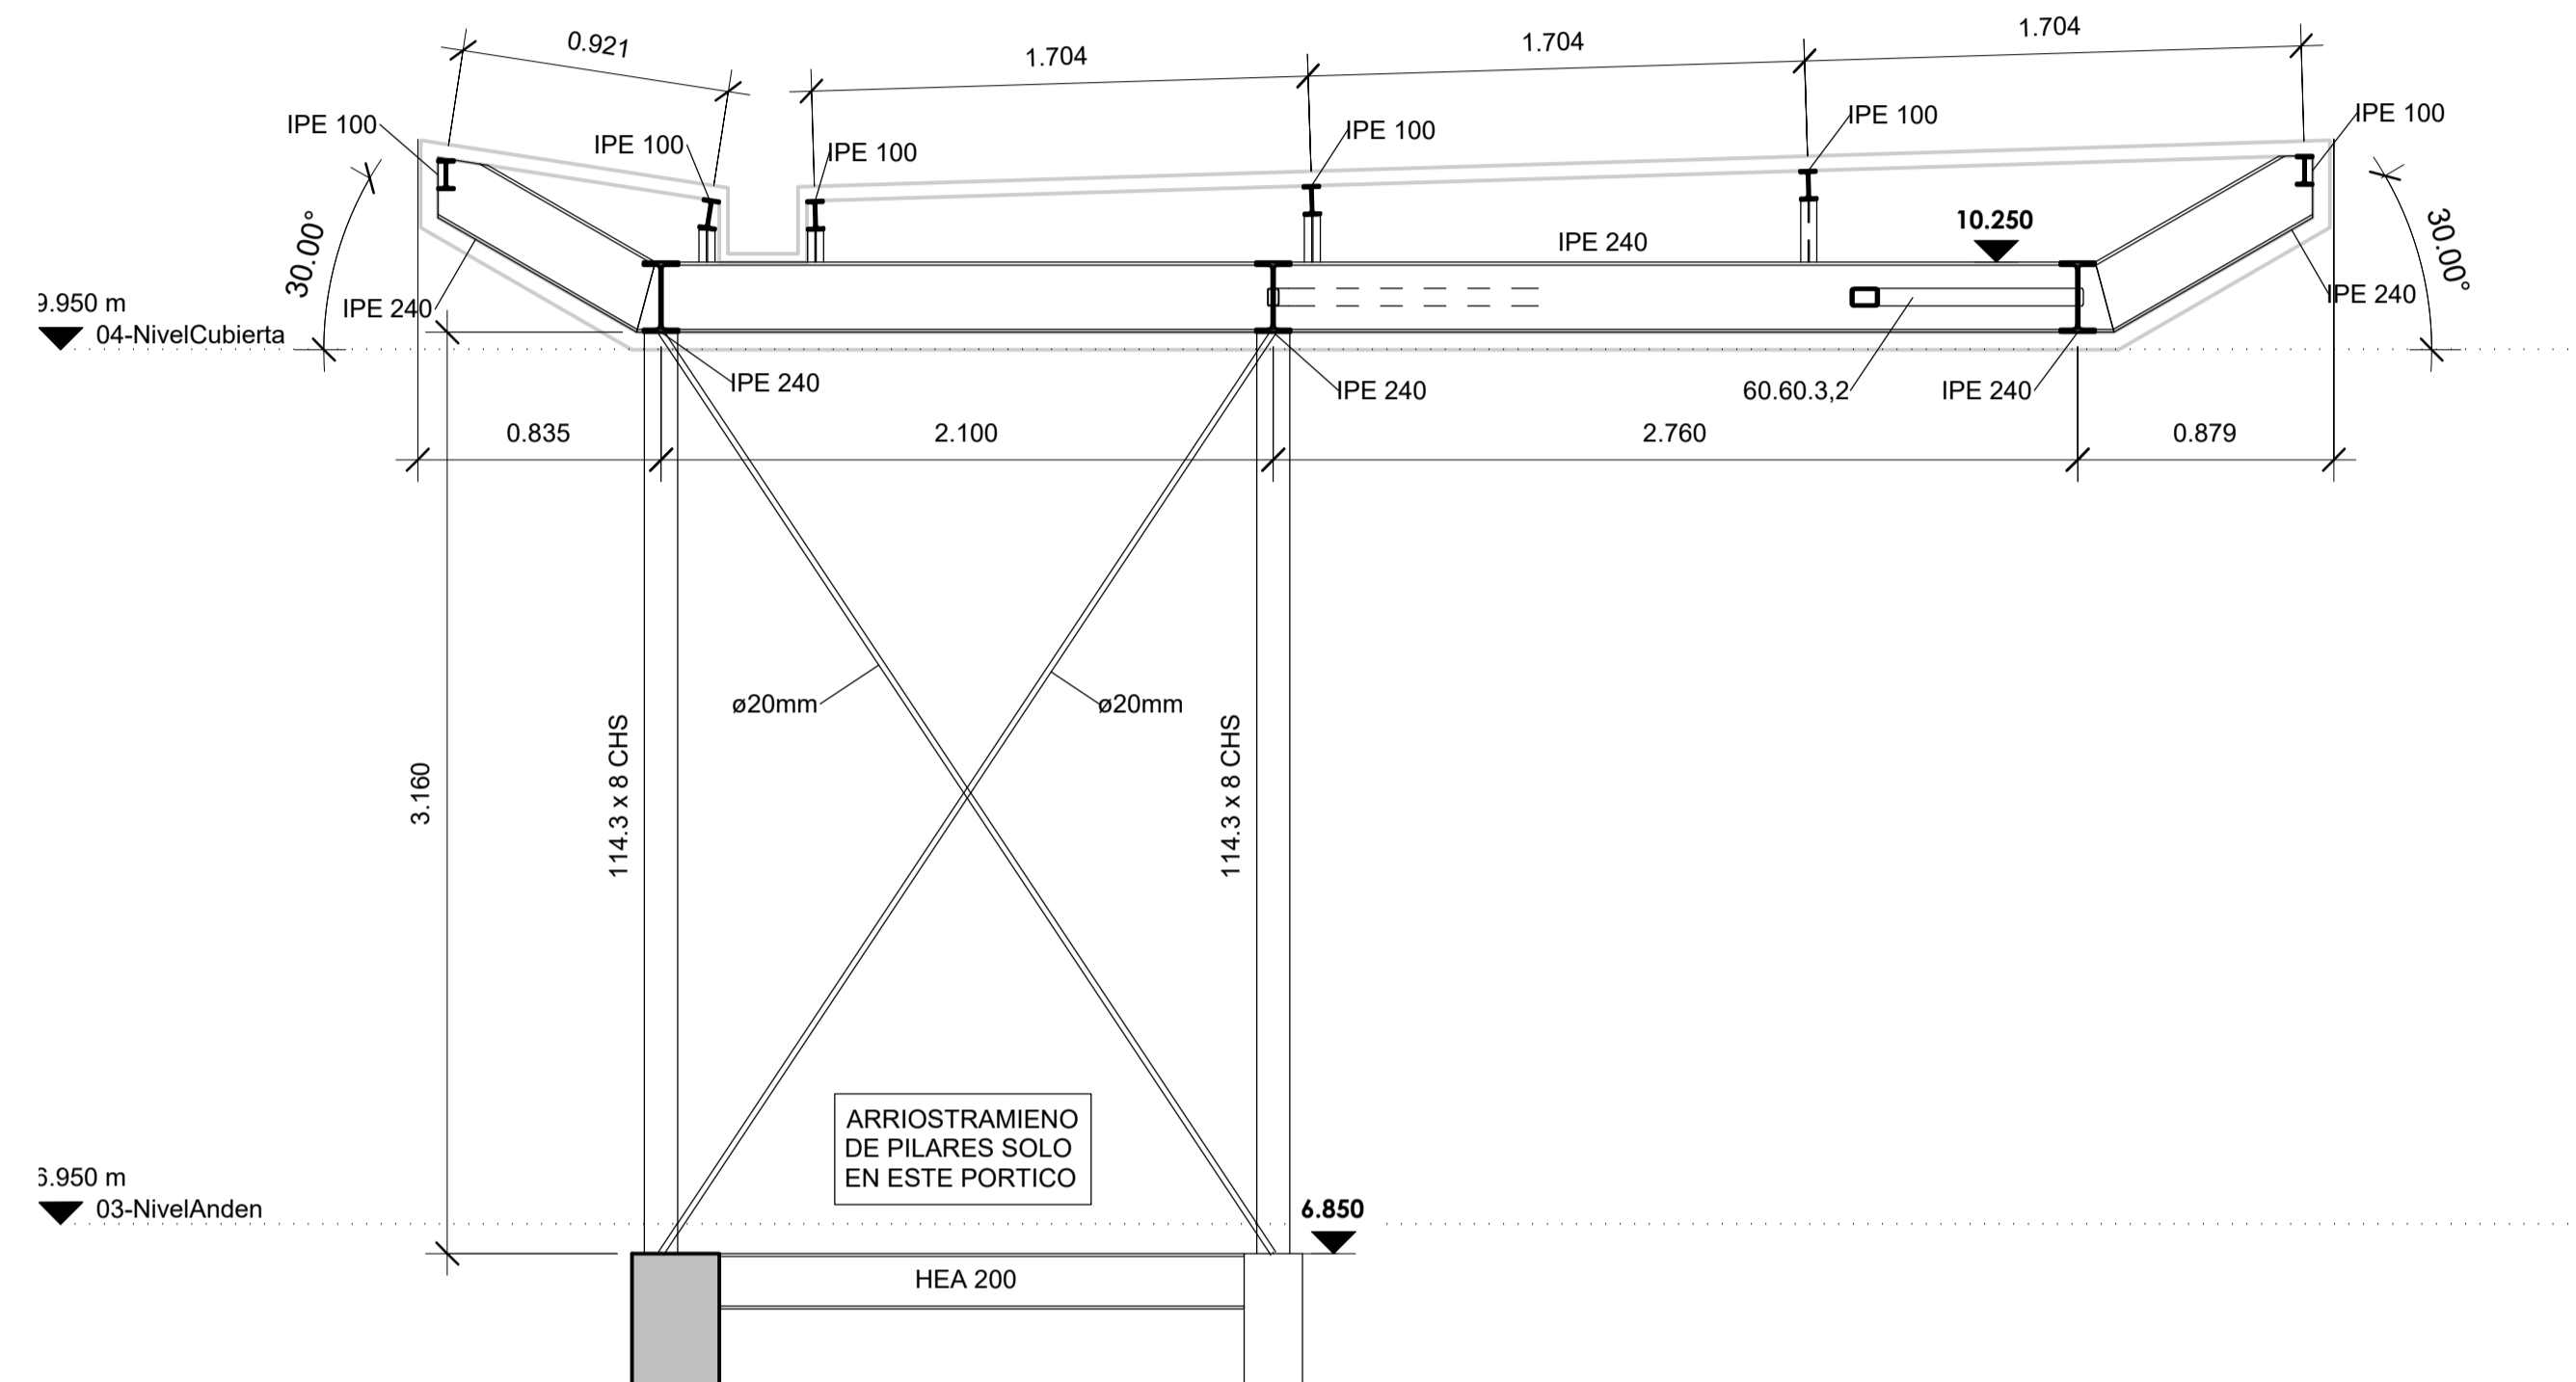 0.921
1.704
1.704
1.704
IPE 100
IPE 100
IPE 100
IPE 100
IPE 100
IPE 100
30.00°
30.00°
10.250
IPE 240
IPE 240
IPE 240
9.950 m
04-NivelCubierta
IPE 240
IPE 240
60.60.3,2
IPE 240
0.835
2.100
2.760
0.879
ø20mm
ø20mm
114.3 x 8 CHS
114.3 x 8 CHS
3.160
ARRIOSTRAMIENO
DE PILARES SOLO
EN ESTE PORTICO
6.950 m
03-NivelAnden
6.850
HEA 200